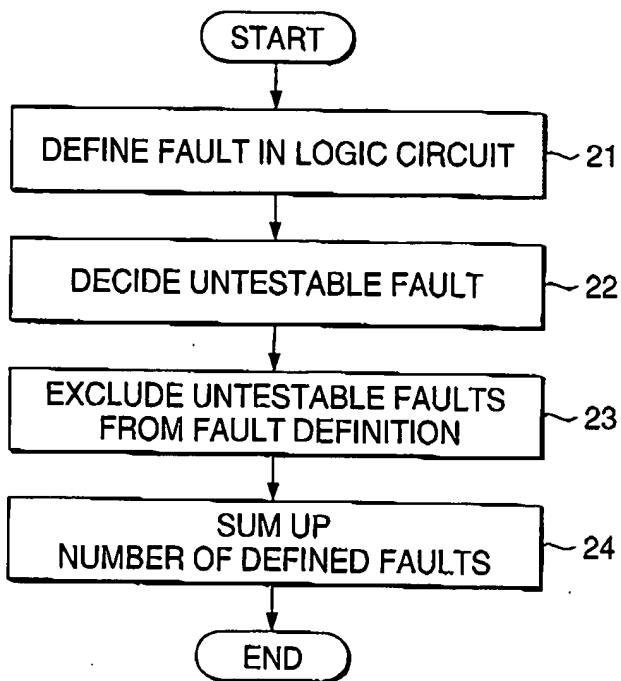 START
DEFINE FAULT IN LOGIC CIRCUIT
21
DECIDE UNTESTABLE FAULT
22
EXCLUDE UNTESTABLE FAULTS
FROM FAULT DEFINITION
23
SUM UP
NUMBER OF DEFINED FAULTS
24
END